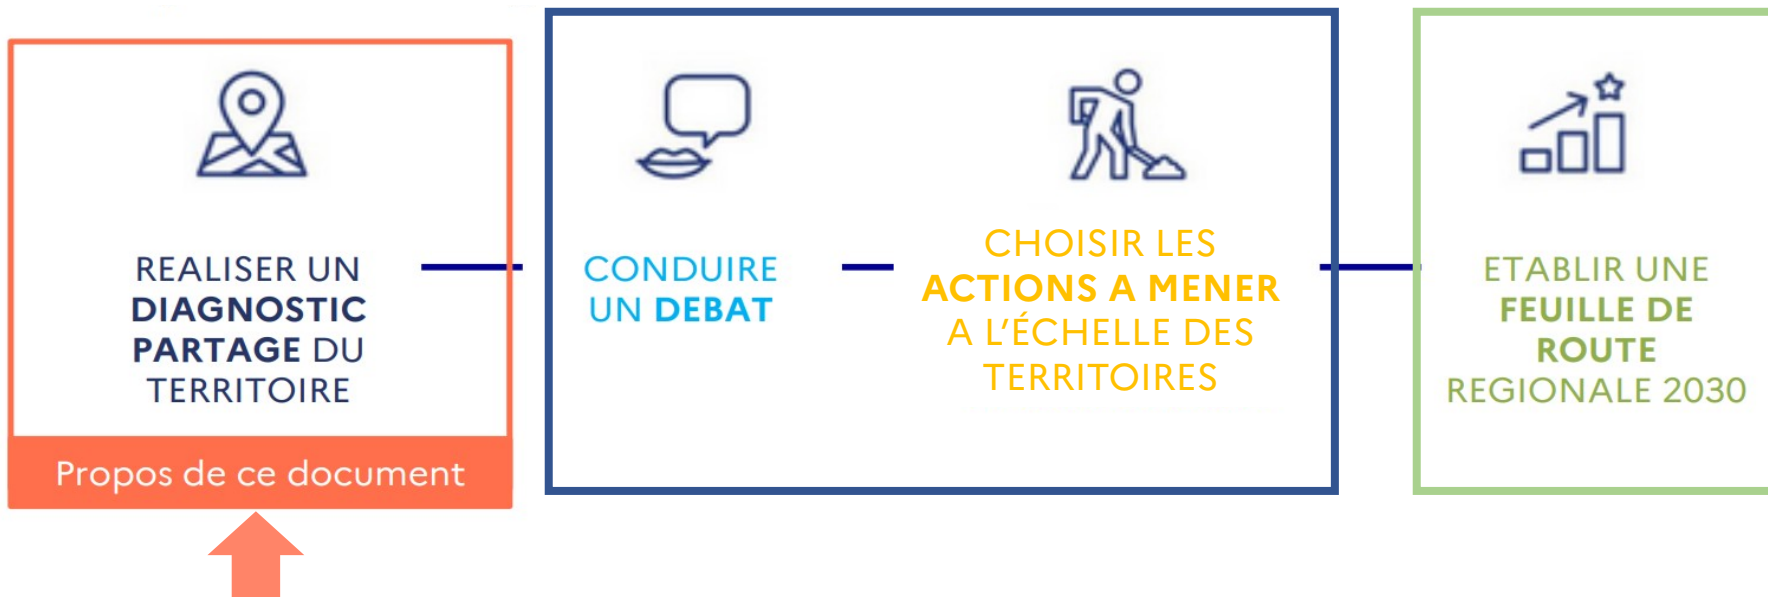 REALISER UN
DIAGNOSTIC
PARTAGE DU
TERRITOIRE
Propos de ce document
CONDUIRE
UN DEBAT
CHOISIR LES
ACTIONS A MENER
A L’ÉCHELLE DES
TERRITOIRES
ETABLIR UNE
FEUILLE DE
ROUTE
REGIONALE 2030